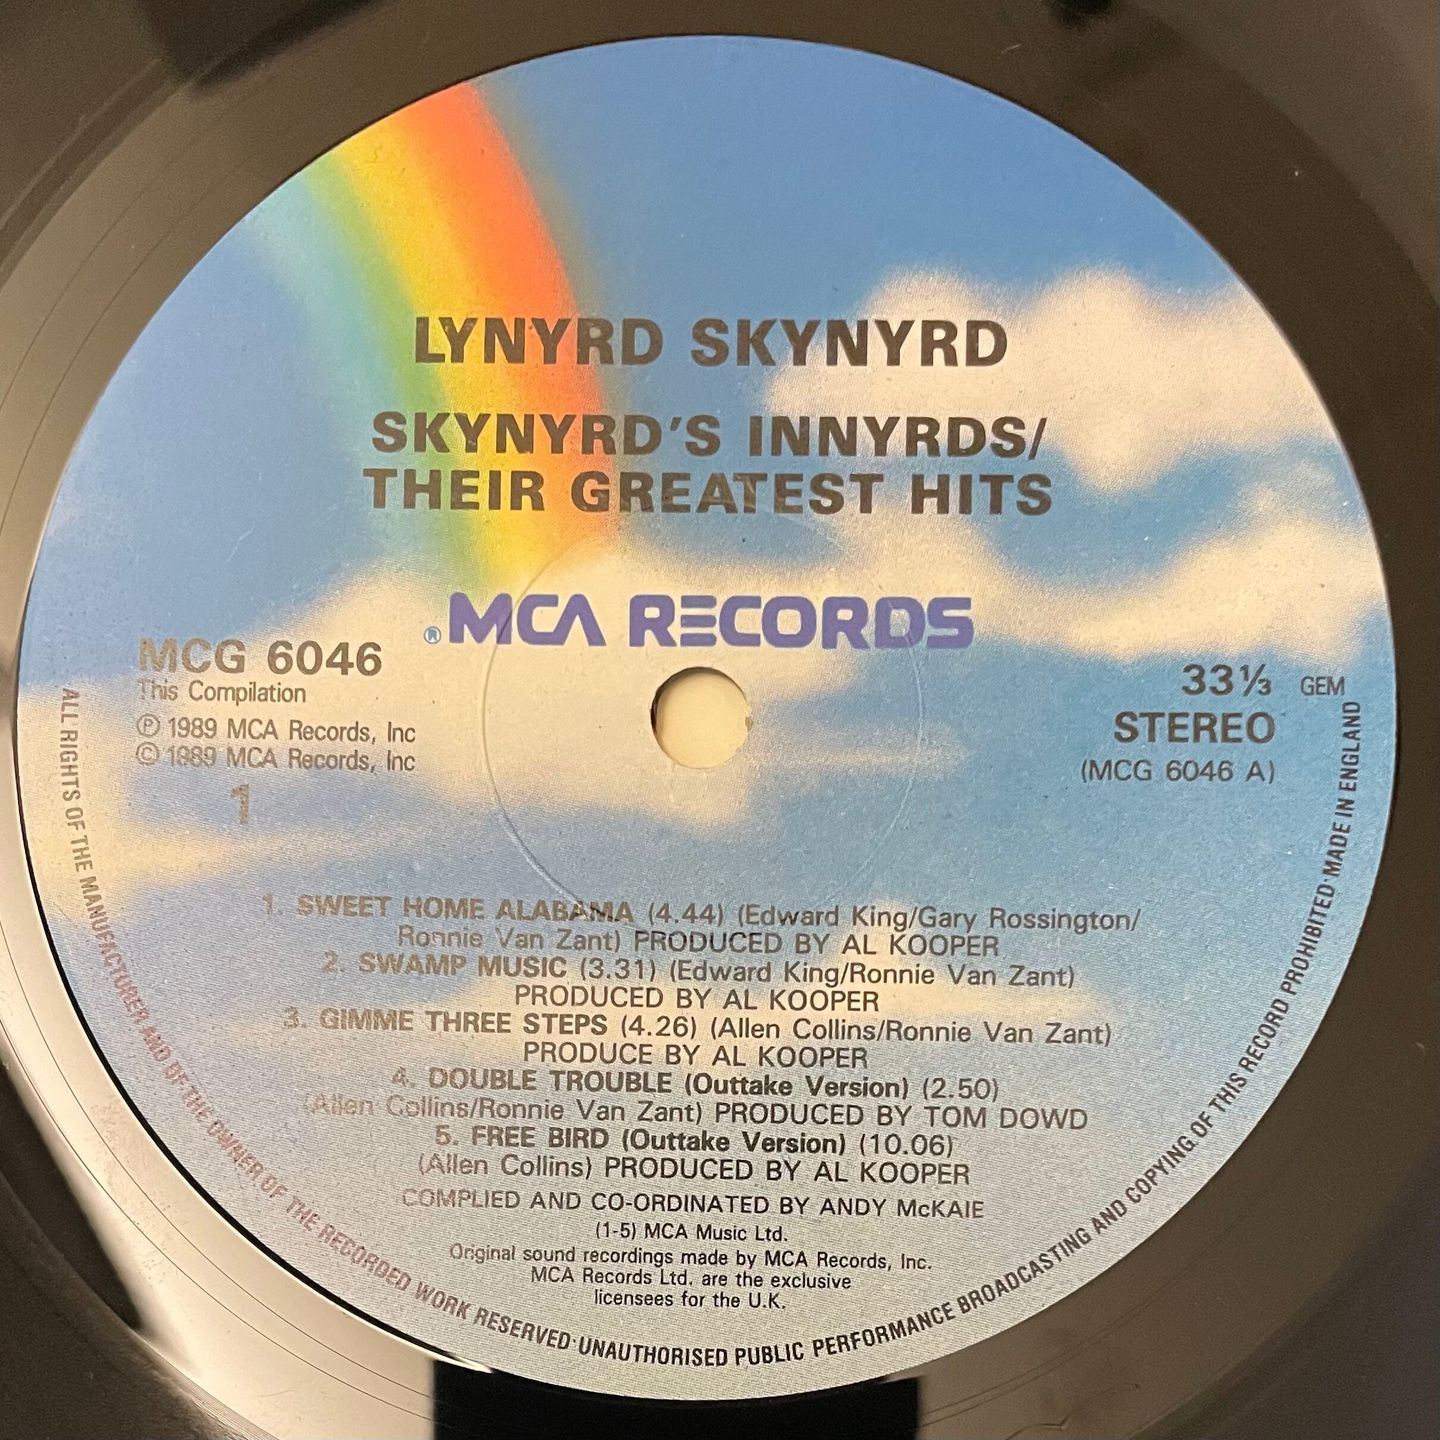 LYNYRD SKYNYRD
SKYNYRD'S INNYRDS/
THEIR GREATEST HITS
® MCA RECORDS
MCG 6046
This Compilation
℗ 1989 MCA Records, Inc
© 1989 MCA Records, Inc
1
33⅓ GEM
STEREO
(MCG 6046 A)
1. SWEET HOME ALABAMA (4.44) (Edward King/Gary Rossington/
Ronnie Van Zant) PRODUCED BY AL KOOPER
2. SWAMP MUSIC (3.31) (Edward King/Ronnie Van Zant)
PRODUCED BY AL KOOPER
3. GIMME THREE STEPS (4.26) (Allen Collins/Ronnie Van Zant)
PRODUCE BY AL KOOPER
4. DOUBLE TROUBLE (Outtake Version) (2.50)
(Allen Collins/Ronnie Van Zant) PRODUCED BY TOM DOWD
5. FREE BIRD (Outtake Version) (10.06)
(Allen Collins) PRODUCED BY AL KOOPER
COMPLIED AND CO-ORDINATED BY ANDY McKAIE
(1-5) MCA Music Ltd.
Original sound recordings made by MCA Records, Inc.
MCA Records Ltd. are the exclusive
licensees for the U.K.
ALL RIGHTS OF THE MANUFACTURER AND OF THE OWNER OF THE RECORDED WORK RESERVED·UNAUTHORISED PUBLIC PERFORMANCE BROADCASTING AND COPYING OF THIS RECORD PROHIBITED·MADE IN ENGLAND